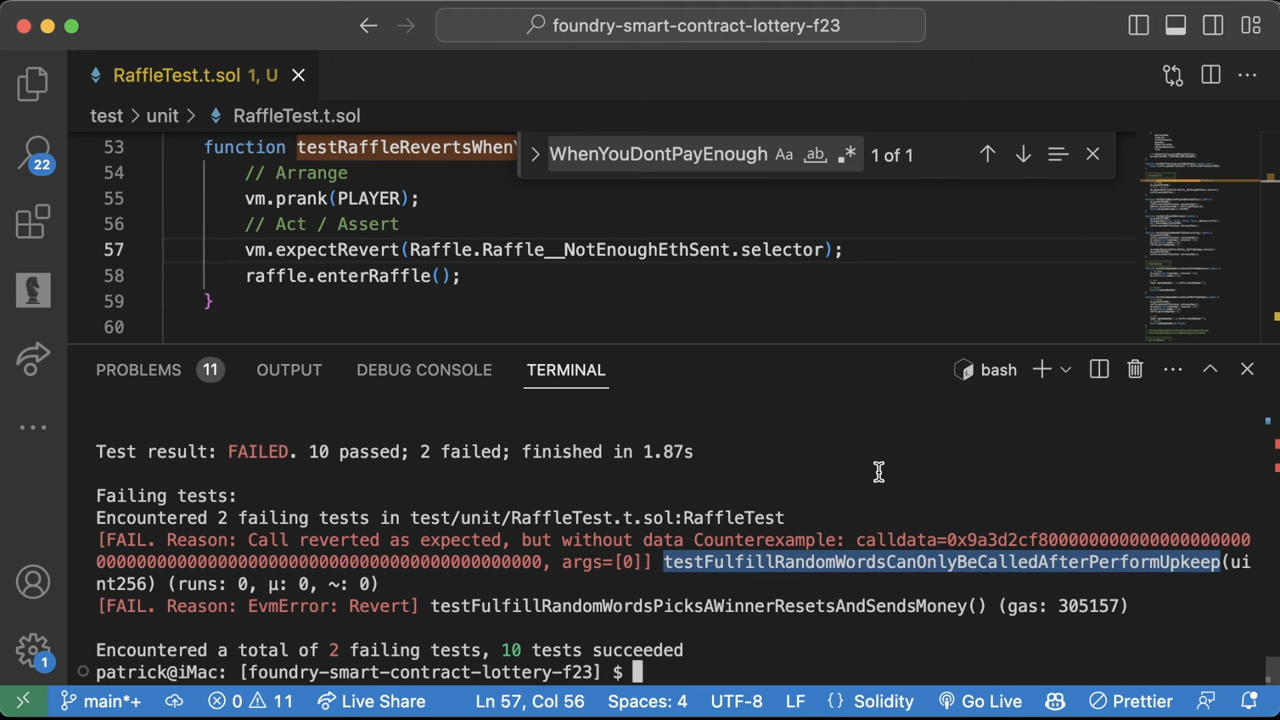 foundry-smart-contract-lottery-f23
RaffleTest.t.sol 1, U
test > unit > RaffleTest.t.sol
22
53 function testRaffleRevertsWhenY
WhenYouDontPayEnough Aa ab .* 1 of 1
54 // Arrange
55 vm.prank(PLAYER);
56 // Act / Assert
57 vm.expectRevert(Raffle.Raffle__NotEnoughEthSent.selector);
58 raffle.enterRaffle();
59 }
60
PROBLEMS 11 OUTPUT DEBUG CONSOLE TERMINAL bash
Test result: FAILED. 10 passed; 2 failed; finished in 1.87s
Failing tests:
Encountered 2 failing tests in test/unit/RaffleTest.t.sol:RaffleTest
[FAIL. Reason: Call reverted as expected, but without data Counterexample: calldata=0x9a3d2cf8000000000000000000
0000000000000000000000000000000000000000000000, args=[0]] testFulfillRandomWordsCanOnlyBeCalledAfterPerformUpkeep(ui
nt256) (runs: 0, μ: 0, ~: 0)
[FAIL. Reason: EvmError: Revert] testFulfillRandomWordsPicksAWinnerResetsAndSendsMoney() (gas: 305157)
Encountered a total of 2 failing tests, 10 tests succeeded
patrick@iMac: [foundry-smart-contract-lottery-f23] $
1
main*+ 0 11 Live Share Ln 57, Col 56 Spaces: 4 UTF-8 LF {} Solidity Go Live Prettier